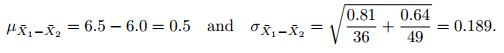 μ_{X̄₁−X̄₂} = 6.5 − 6.0 = 0.5 and σ_{X̄₁−X̄₂} = √(0.81/36 + 0.64/49) = 0.189.